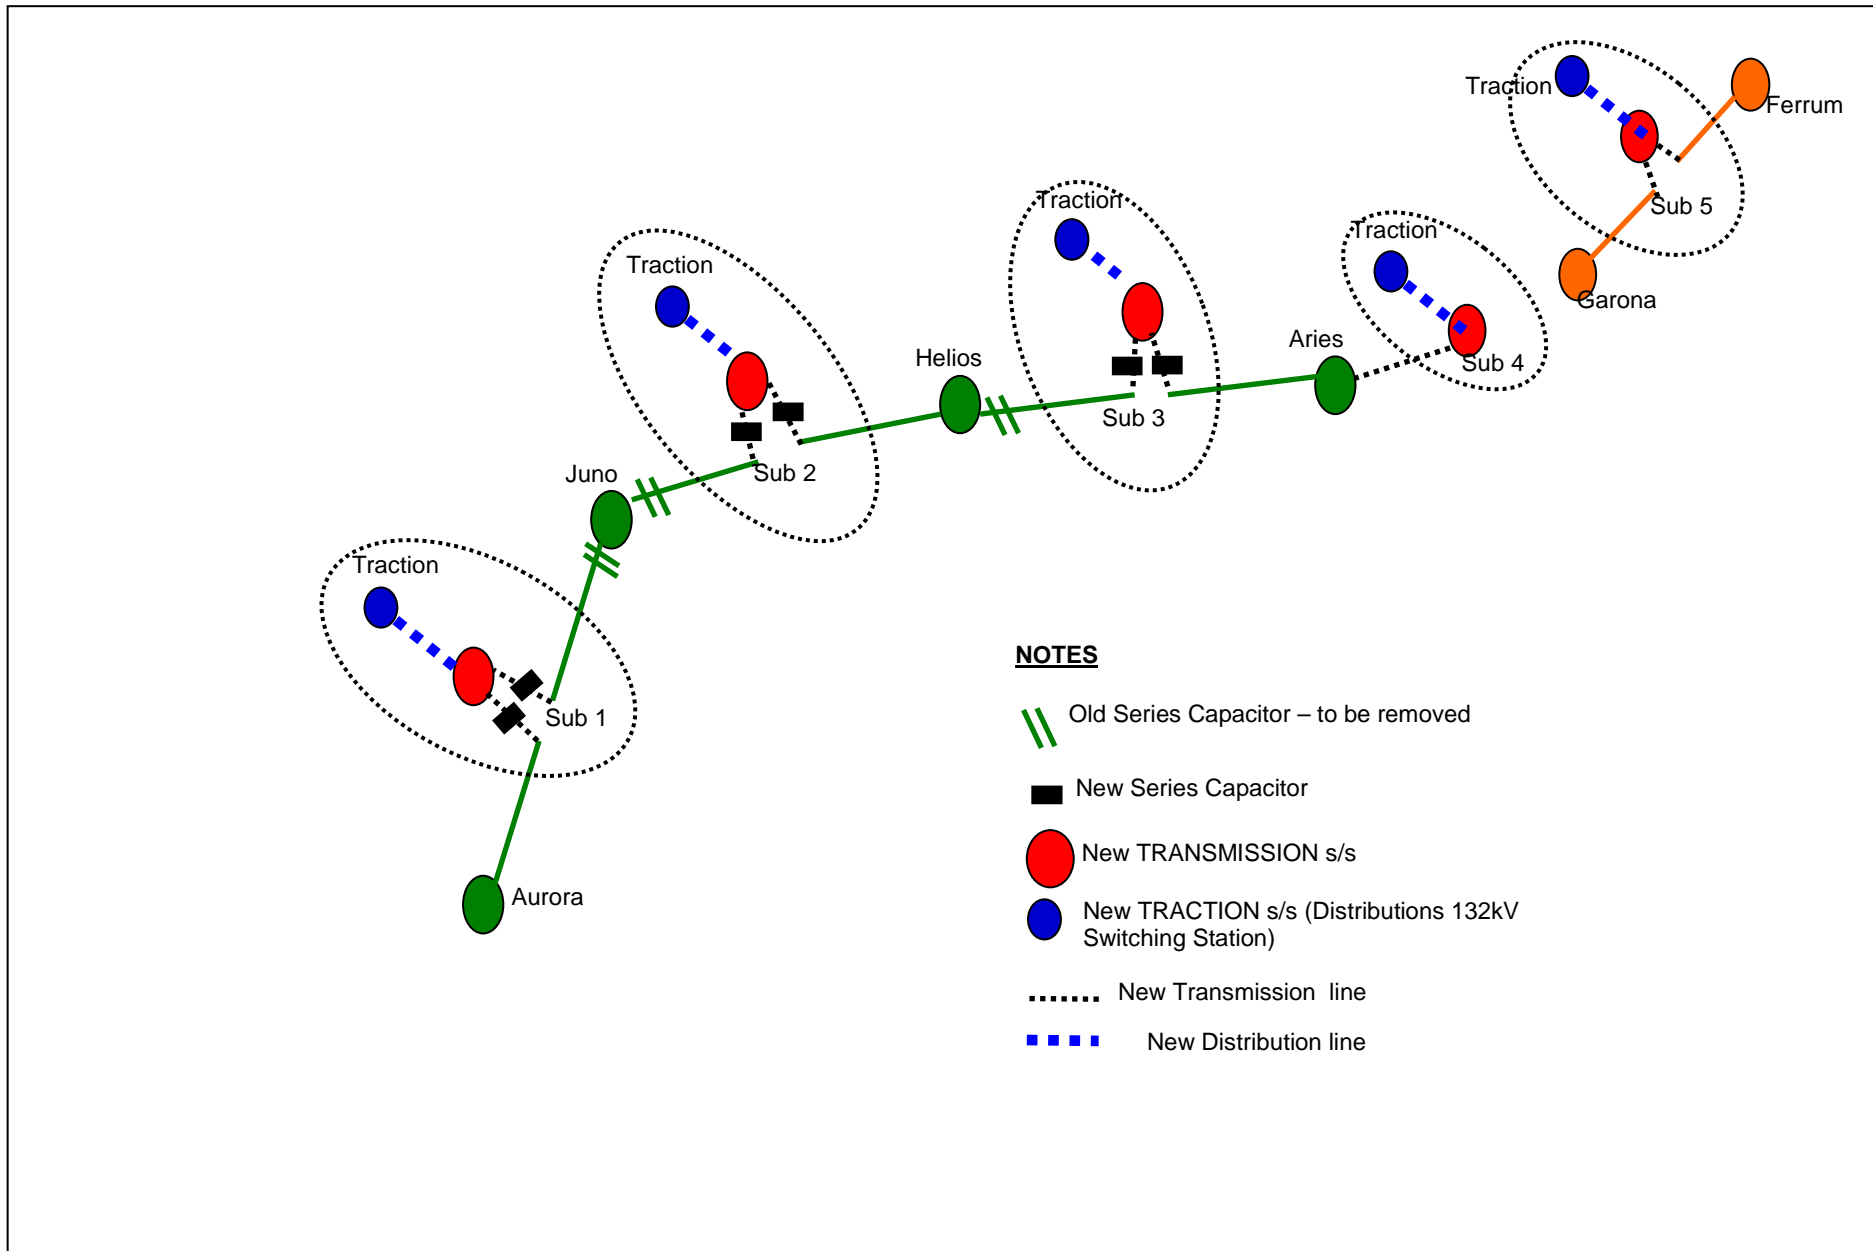 Traction
Ferrum
Sub 5
Garona
Traction
Sub 4
Traction
Aries
Sub 3
Helios
Traction
Sub 2
Juno
Traction
Sub 1
Aurora
NOTES
Old Series Capacitor – to be removed
New Series Capacitor
New TRANSMISSION s/s
New TRACTION s/s (Distributions 132kV
Switching Station)
New Transmission  line
New Distribution line